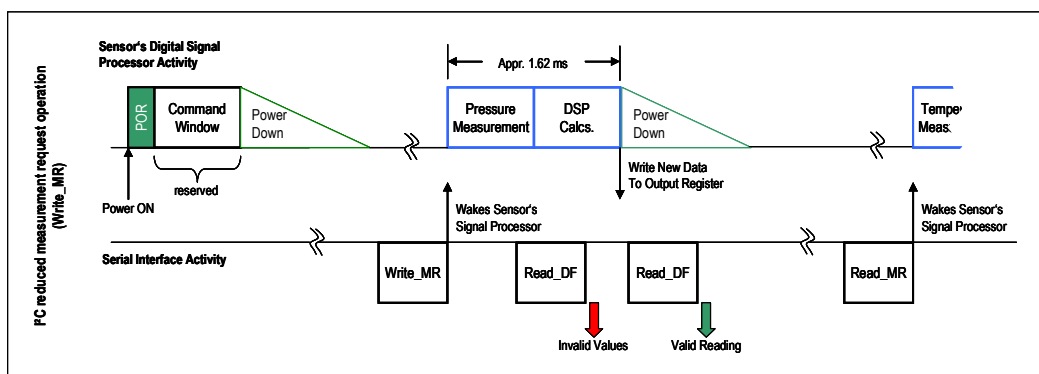 Sensor's Digital Signal
Processor Activity
Appr. 1.62 ms
POR
Command
Window
Power
Down
Pressure
Measurement
DSP
Calcs.
Power
Down
Tempe
Meas
reserved
Power ON
Write New Data
To Output Register
Wakes Sensor's
Signal Processor
Wakes Sensor's
Signal Processor
I²C reduced measurement request operation
(Write_MR)
Serial Interface Activity
Write_MR
Read_DF
Read_DF
Read_MR
Invalid Values
Valid Reading